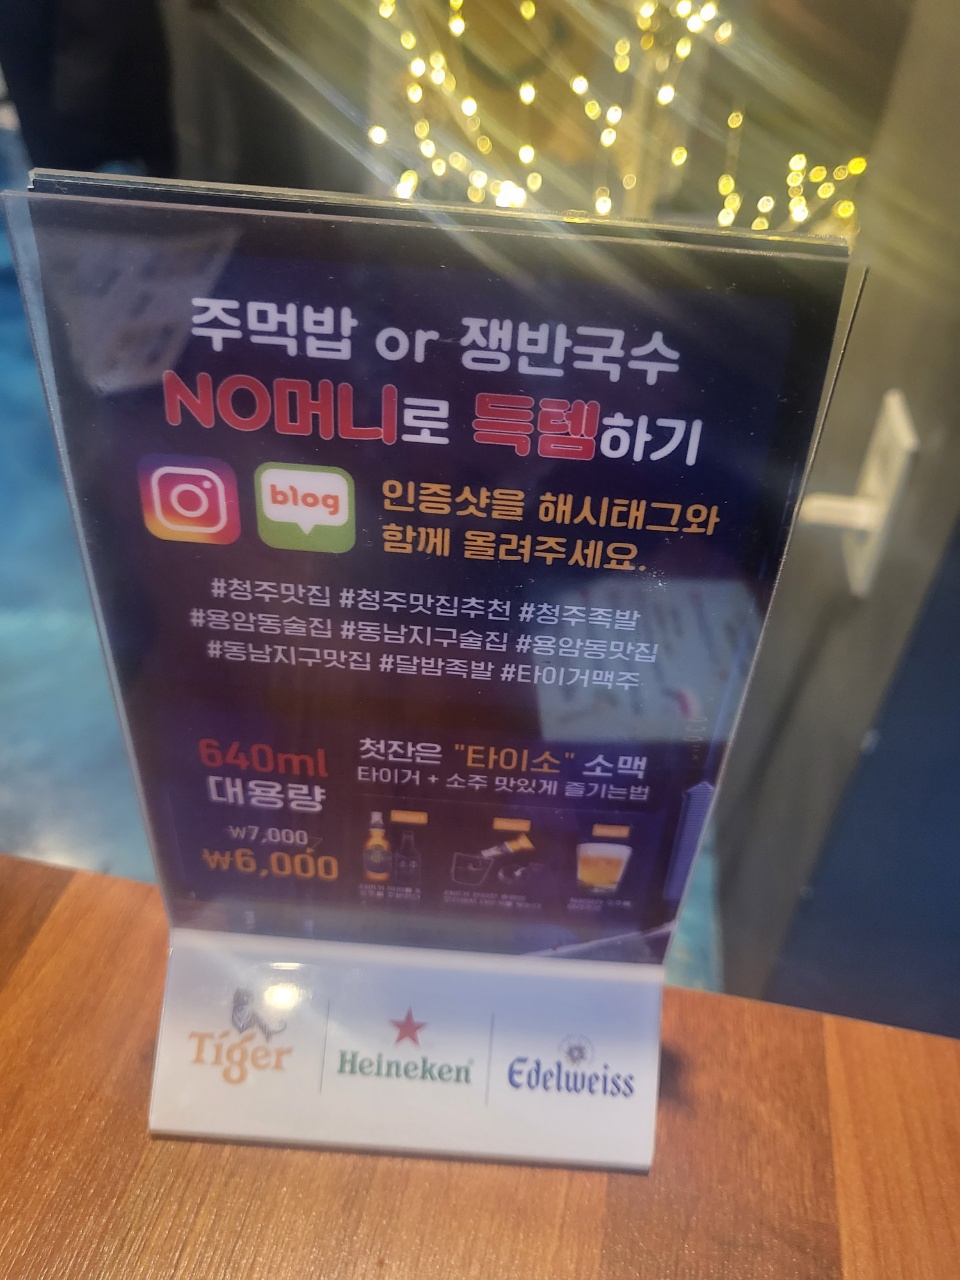 주먹밥 or 쟁반국수
NO머니로 득템하기
blog
인증샷을 해시태그와
함께 올려주세요.
#청주맛집 #청주맛집추천 #청주족발
#용암동술집 #동남지구술집 #용암동맛집
#동남지구맛집 #달밤족발 #타이거맥주
640ml
대용량
₩7,000
₩6,000
첫잔은 "타이소" 소맥
타이거 + 소주 맛있게 즐기는법
Tiger
Heineken
Edelweiss